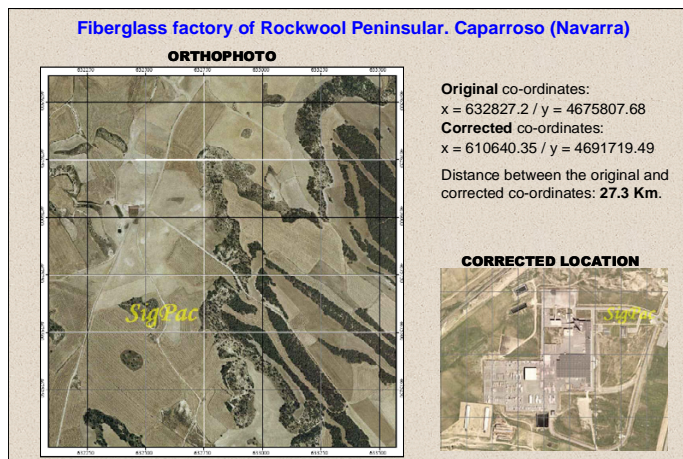 Fiberglass factory of Rockwool Peninsular. Caparroso (Navarra)
ORTHOPHOTO
SigPac
Original co-ordinates:
x = 632827.2 / y = 4675807.68
Corrected co-ordinates:
x = 610640.35 / y = 4691719.49
Distance between the original and
corrected co-ordinates: 27.3 Km.
CORRECTED LOCATION
SigPac